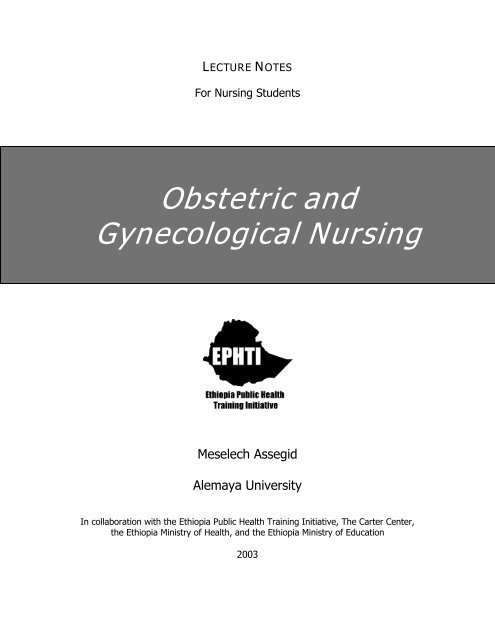 LECTURE NOTES
For Nursing Students
Obstetric and
Gynecological Nursing
EPHTI
Ethiopia Public Health
Training Initiative
Meselech Assegid
Alemaya University
In collaboration with the Ethiopia Public Health Training Initiative, The Carter Center,
the Ethiopia Ministry of Health, and the Ethiopia Ministry of Education
2003